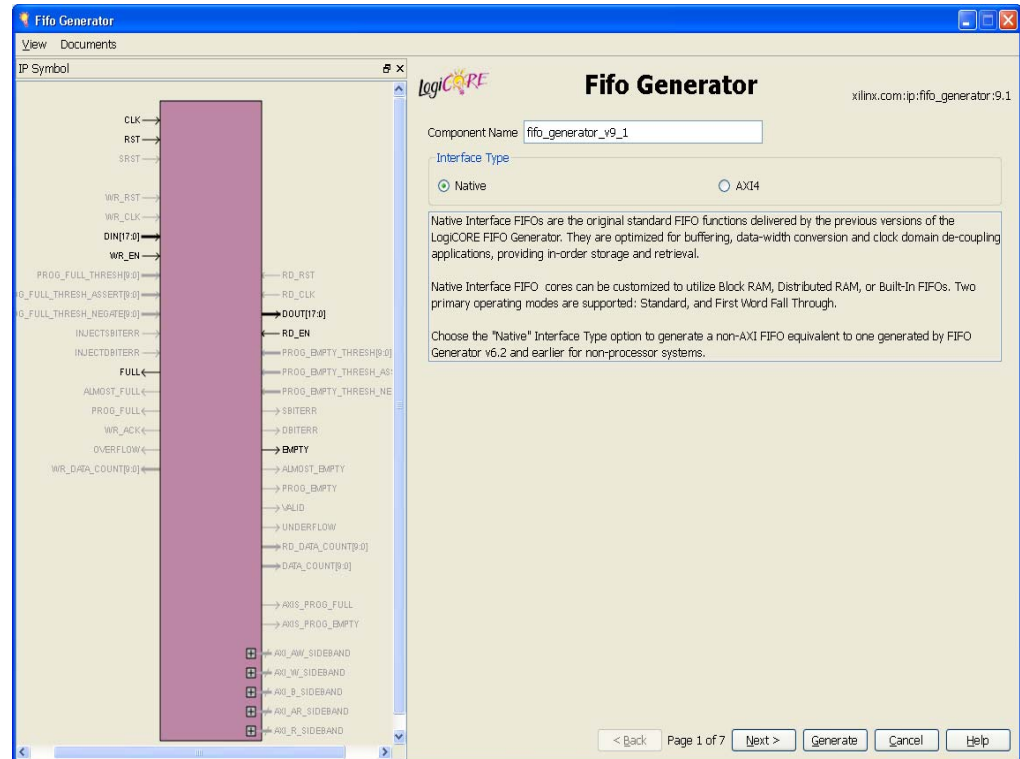 Fifo Generator
View Documents
IP Symbol
CLK
RST
SRST
WR_RST
WR_CLK
DIN[17:0]
WR_EN
PROG_FULL_THRESH[9:0]
G_FULL_THRESH_ASSERT[9:0]
G_FULL_THRESH_NEGATE[9:0]
INJECTSBITERR
INJECTDBITERR
FULL
ALMOST_FULL
PROG_FULL
WR_ACK
OVERFLOW
WR_DATA_COUNT[9:0]
RD_RST
RD_CLK
DOUT[17:0]
RD_EN
PROG_EMPTY_THRESH[9:0]
PROG_EMPTY_THRESH_AS
PROG_EMPTY_THRESH_NE
SBITERR
DBITERR
EMPTY
ALMOST_EMPTY
PROG_EMPTY
VALID
UNDERFLOW
RD_DATA_COUNT[9:0]
DATA_COUNT[9:0]
AXIS_PROG_FULL
AXIS_PROG_EMPTY
AXI_AW_SIDEBAND
AXI_W_SIDEBAND
AXI_B_SIDEBAND
AXI_AR_SIDEBAND
AXI_R_SIDEBAND
LogiCORE
Fifo Generator
xilinx.com:ip:fifo_generator:9.1
Component Name fifo_generator_v9_1
Interface Type
Native AXI4
Native Interface FIFOs are the original standard FIFO functions delivered by the previous versions of the
LogiCORE FIFO Generator. They are optimized for buffering, data-width conversion and clock domain de-coupling
applications, providing in-order storage and retrieval.
Native Interface FIFO cores can be customized to utilize Block RAM, Distributed RAM, or Built-In FIFOs. Two
primary operating modes are supported: Standard, and First Word Fall Through.
Choose the "Native" Interface Type option to generate a non-AXI FIFO equivalent to one generated by FIFO
Generator v6.2 and earlier for non-processor systems.
< Back Page 1 of 7 Next > Generate Cancel Help